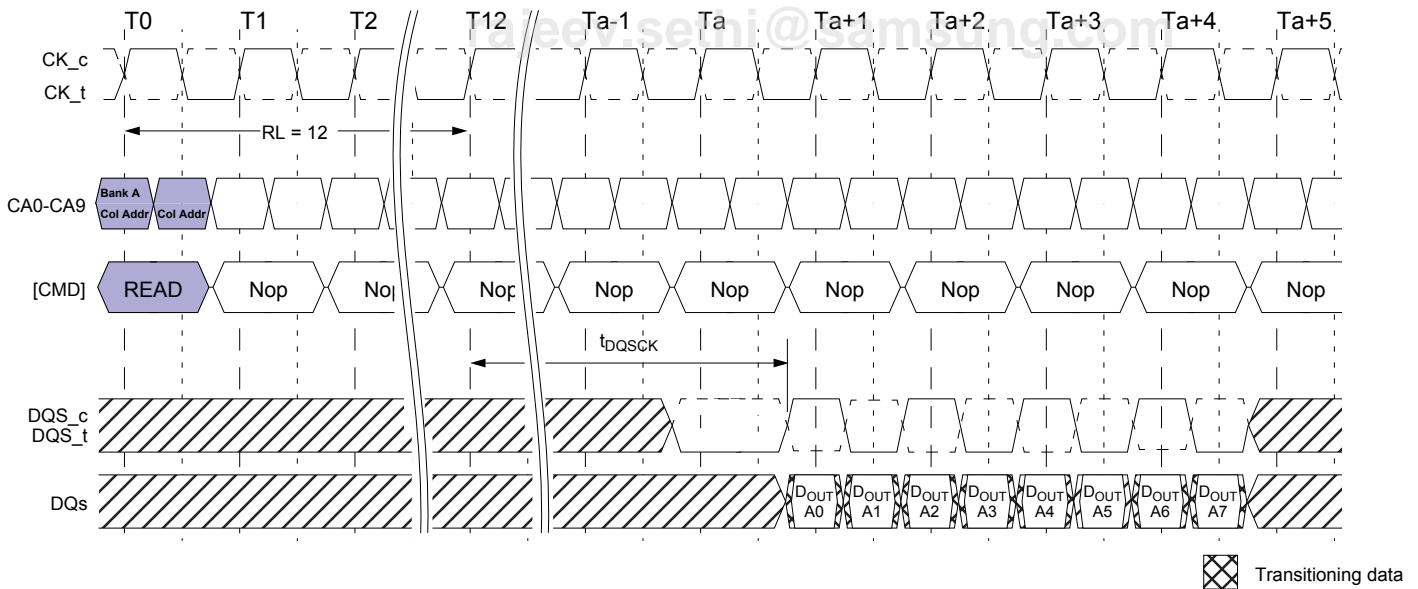 rajeev.sethi@samsung.com
T0 T1 T2 T12 Ta-1 Ta Ta+1 Ta+2 Ta+3 Ta+4 Ta+5
CK_c
CK_t
RL = 12
CA0-CA9
Bank A
Col Addr Col Addr
[CMD] READ Nop Nop Nop Nop Nop Nop Nop Nop Nop Nop
tDQSCK
DQS_c
DQS_t
DQs
DOUT DOUT DOUT DOUT DOUT DOUT DOUT DOUT
A0 A1 A2 A3 A4 A5 A6 A7
Transitioning data